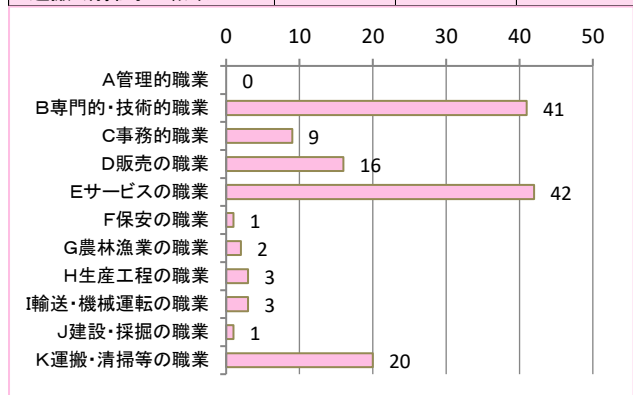 0 10 20 30 40 50
A管理的職業 0
B専門的・技術的職業 41
C事務的職業 9
D販売の職業 16
Eサービスの職業 42
F保安の職業 1
G農林漁業の職業 2
H生産工程の職業 3
I輸送・機械運転の職業 3
J建設・採掘の職業 1
K運搬・清掃等の職業 20